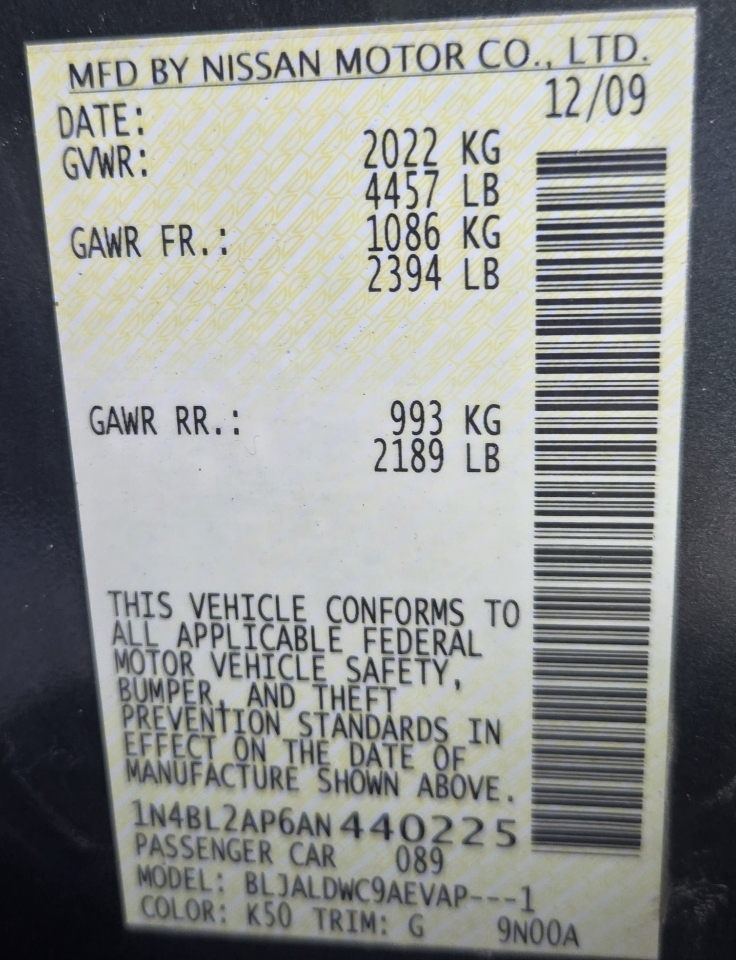 MFD BY NISSAN MOTOR CO., LTD.
DATE: 12/09
GVWR: 2022 KG
4457 LB
GAWR FR.: 1086 KG
2394 LB
GAWR RR.: 993 KG
2189 LB
THIS VEHICLE CONFORMS TO
ALL APPLICABLE FEDERAL
MOTOR VEHICLE SAFETY,
BUMPER, AND THEFT
PREVENTION STANDARDS IN
EFFECT ON THE DATE OF
MANUFACTURE SHOWN ABOVE.
1N4BL2AP6AN 440225
PASSENGER CAR 089
MODEL: BLJALDWC9AEVAP---1
COLOR: K50 TRIM: G 9N00A